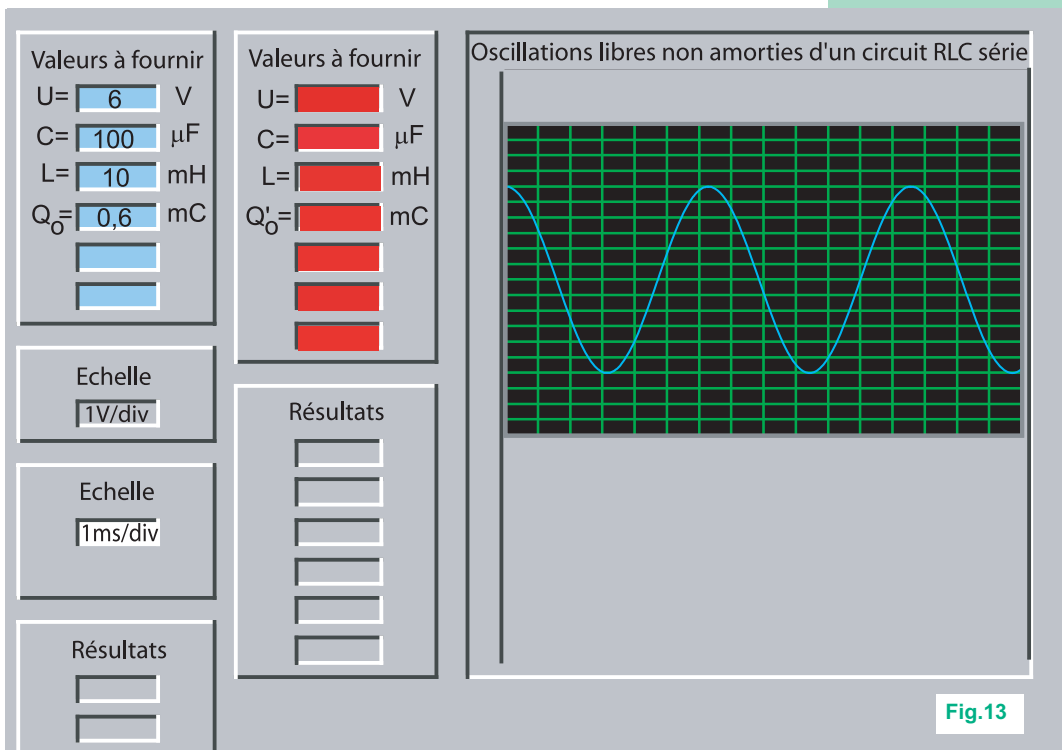 Valeurs à fournir
U= 6 V
C= 100 μF
L= 10 mH
Qo= 0,6 mC
Echelle
1V/div
Echelle
1ms/div
Résultats
Valeurs à fournir
U= V
C= μF
L= mH
Q'o= mC
Résultats
Oscillations libres non amorties d'un circuit RLC série
Fig.13